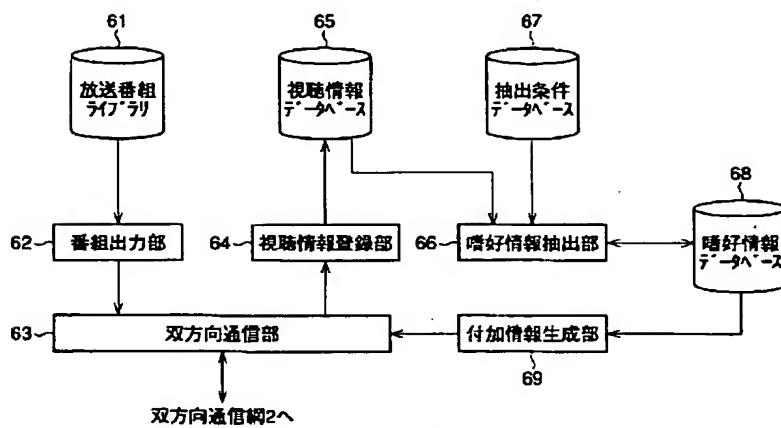 61
65
67
放送番組
ライブラリ
視聴情報
データベース
抽出条件
データベース
68
62
番組出力部
64
視聴情報登録部
66
嗜好情報抽出部
嗜好情報
データベース
63
双方向通信部
付加情報生成部
69
双方向通信網2へ